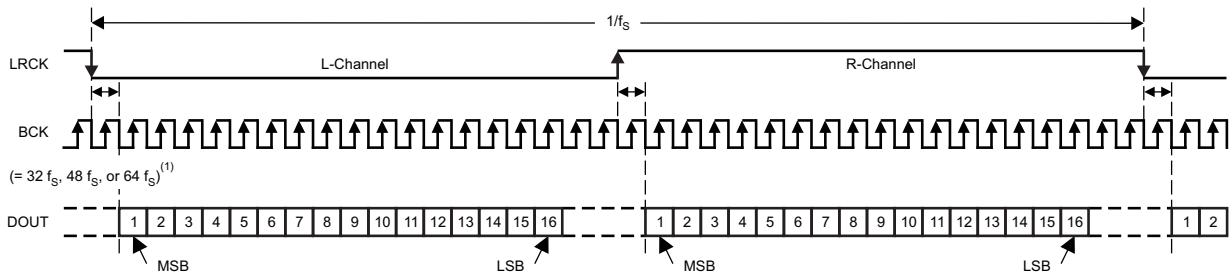 1/fS
LRCK
L-Channel
R-Channel
BCK
(= 32 fS, 48 fS, or 64 fS)(1)
DOUT
1 2 3 4 5 6 7 8 9 10 11 12 13 14 15 16
1 2 3 4 5 6 7 8 9 10 11 12 13 14 15 16
1 2
MSB
LSB
MSB
LSB